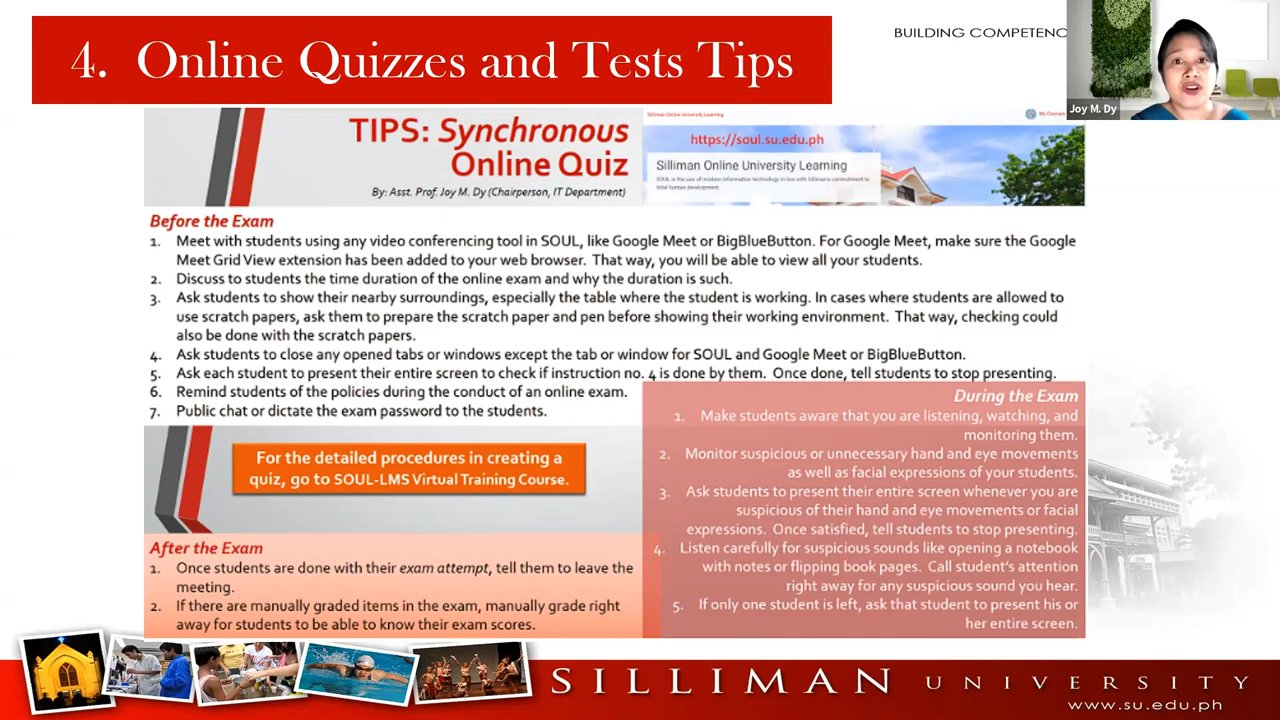 4. Online Quizzes and Tests Tips
BUILDING COMPETENC
Joy M. Dy
TIPS: Synchronous
Online Quiz
By: Asst. Prof. Joy M. Dy (Chairperson, IT Department)
Silliman Online University Learning
My Courses
https://soul.su.edu.ph
Silliman Online University Learning
SOUL is the use of modern information technology in line with Silliman's commitment to
total human development.
Before the Exam
1. Meet with students using any video conferencing tool in SOUL, like Google Meet or BigBlueButton. For Google Meet, make sure the Google
Meet Grid View extension has been added to your web browser. That way, you will be able to view all your students.
2. Discuss to students the time duration of the online exam and why the duration is such.
3. Ask students to show their nearby surroundings, especially the table where the student is working. In cases where students are allowed to
use scratch papers, ask them to prepare the scratch paper and pen before showing their working environment. That way, checking could
also be done with the scratch papers.
4. Ask students to close any opened tabs or windows except the tab or window for SOUL and Google Meet or BigBlueButton.
5. Ask each student to present their entire screen to check if instruction no. 4 is done by them. Once done, tell students to stop presenting.
6. Remind students of the policies during the conduct of an online exam.
7. Public chat or dictate the exam password to the students.
For the detailed procedures in creating a
quiz, go to SOUL-LMS Virtual Training Course.
During the Exam
1. Make students aware that you are listening, watching, and
monitoring them.
2. Monitor suspicious or unnecessary hand and eye movements
as well as facial expressions of your students.
3. Ask students to present their entire screen whenever you are
suspicious of their hand and eye movements or facial
expressions. Once satisfied, tell students to stop presenting.
4. Listen carefully for suspicious sounds like opening a notebook
with notes or flipping book pages. Call student's attention
right away for any suspicious sound you hear.
5. If only one student is left, ask that student to present his or
her entire screen.
After the Exam
1. Once students are done with their exam attempt, tell them to leave the
meeting.
2. If there are manually graded items in the exam, manually grade right
away for students to be able to know their exam scores.
SILLIMAN UNIVERSITY
www.su.edu.ph